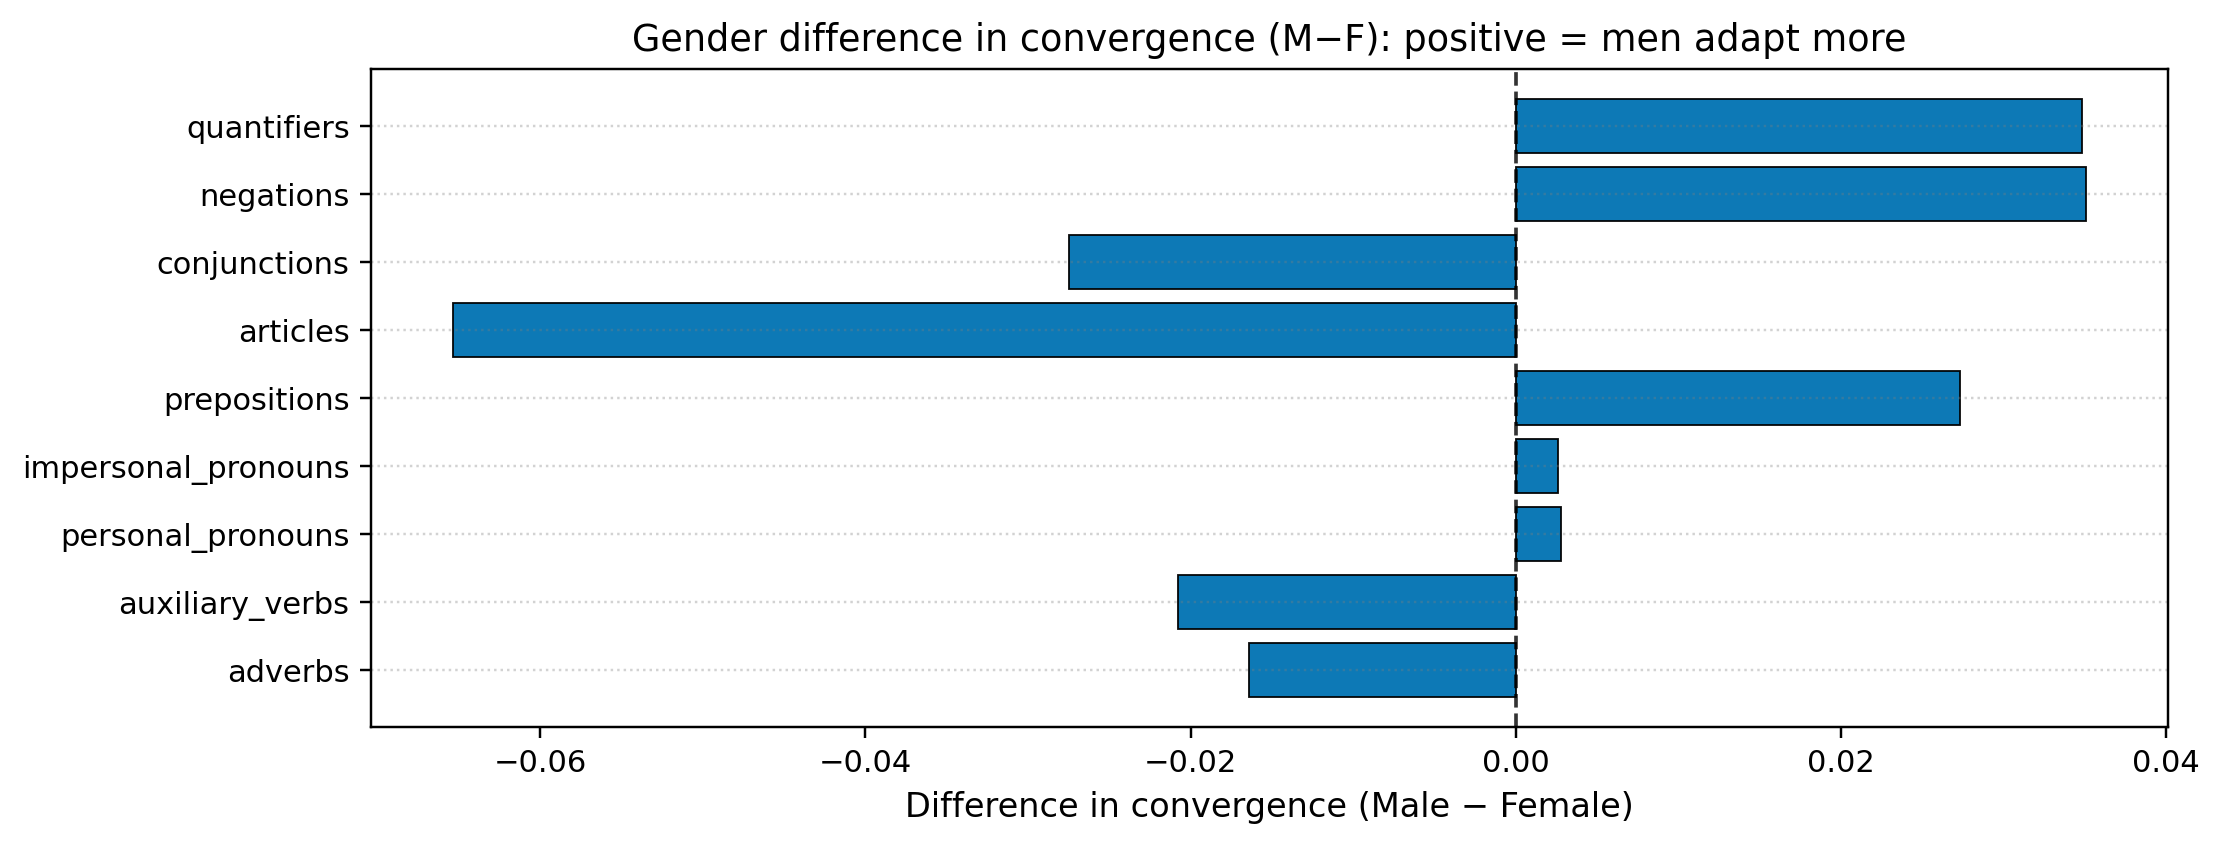 Gender difference in convergence (M−F): positive = men adapt more
quantifiers
negations
conjunctions
articles
prepositions
impersonal_pronouns
personal_pronouns
auxiliary_verbs
adverbs
−0.06 −0.04 −0.02 0.00 0.02 0.04
Difference in convergence (Male − Female)